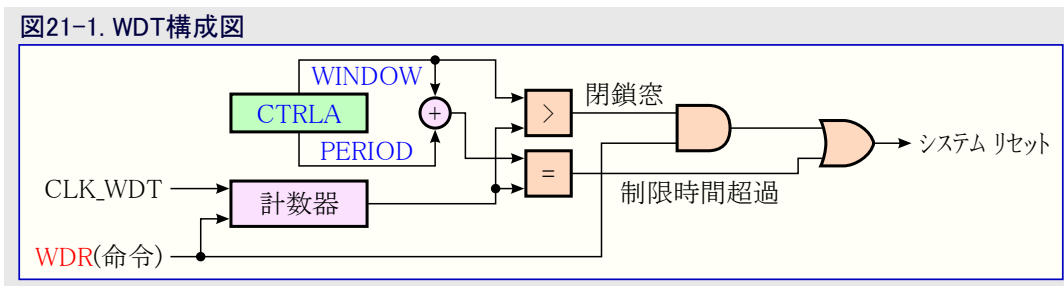 図21-1. WDT構成図
WINDOW
CTRLA
+
PERIOD
>
閉鎖窓
=
制限時間超過
システム リセット
CLK_WDT
計数器
WDR(命令)